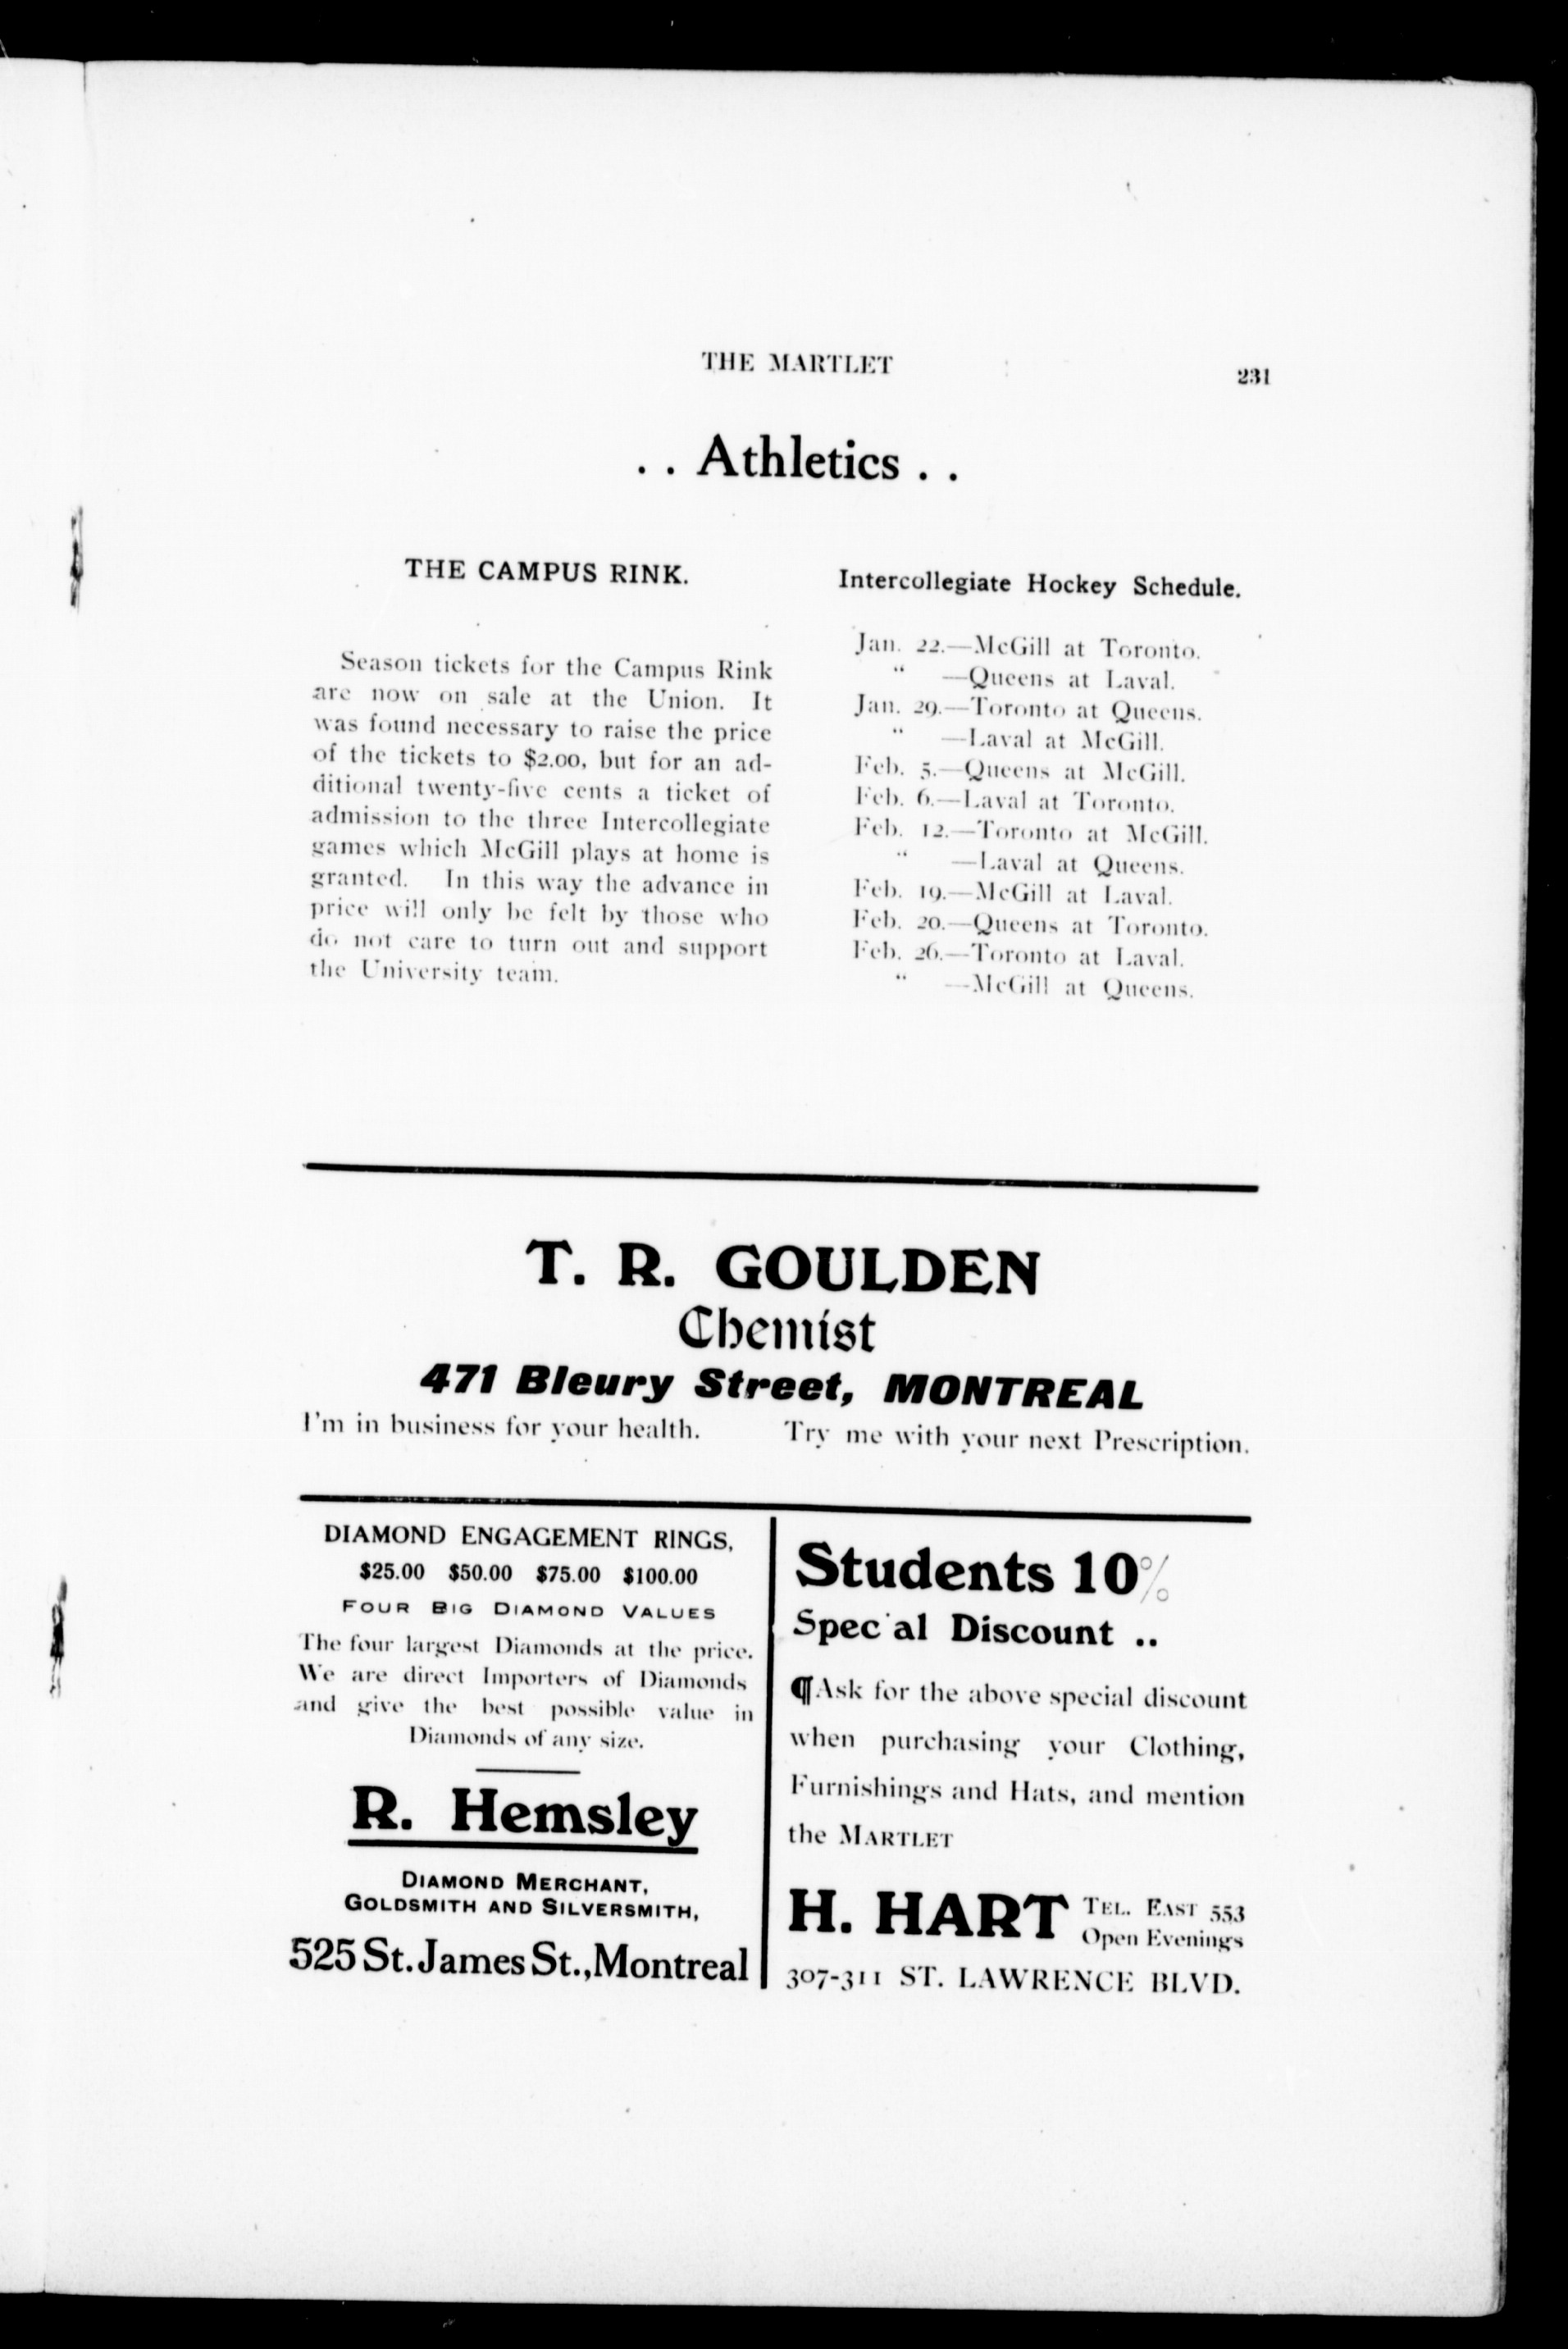 THE MARTLET
231
. . Athletics . .
THE CAMPUS RINK.
Season tickets for the Campus Rink
are now on sale at the Union. It
was found necessary to raise the price
of the tickets to $2.00, but for an ad-
ditional twenty-five cents a ticket of
admission to the three Intercollegiate
games which McGill plays at home is
granted. In this way the advance in
price will only be felt by those who
do not care to turn out and support
the University team.
Intercollegiate Hockey Schedule.
Jan. 22.—McGill at Toronto.
“ —Queens at Laval.
Jan. 29.—Toronto at Queens.
“ —Laval at McGill.
Feb. 5.—Queens at McGill.
Feb. 6.—Laval at Toronto.
Feb. 12.—Toronto at McGill.
“ —Laval at Queens.
Feb. 19.—McGill at Laval.
Feb. 20.—Queens at Toronto.
Feb. 26.—Toronto at Laval.
“ —McGill at Queens.
T. R. GOULDEN
Chemist
471 Bleury Street, MONTREAL
I'm in business for your health. Try me with your next Prescription.
DIAMOND ENGAGEMENT RINGS,
$25.00 $50.00 $75.00 $100.00
FOUR BIG DIAMOND VALUES
The four largest Diamonds at the price.
We are direct Importers of Diamonds
and give the best possible value in
Diamonds of any size.
R. Hemsley
DIAMOND MERCHANT,
GOLDSMITH AND SILVERSMITH,
525 St. James St., Montreal
Students 10%
Spec al Discount ..
¶Ask for the above special discount
when purchasing your Clothing,
Furnishings and Hats, and mention
the MARTLET
H. HART TEL. EAST 553
Open Evenings
307-311 ST. LAWRENCE BLVD.